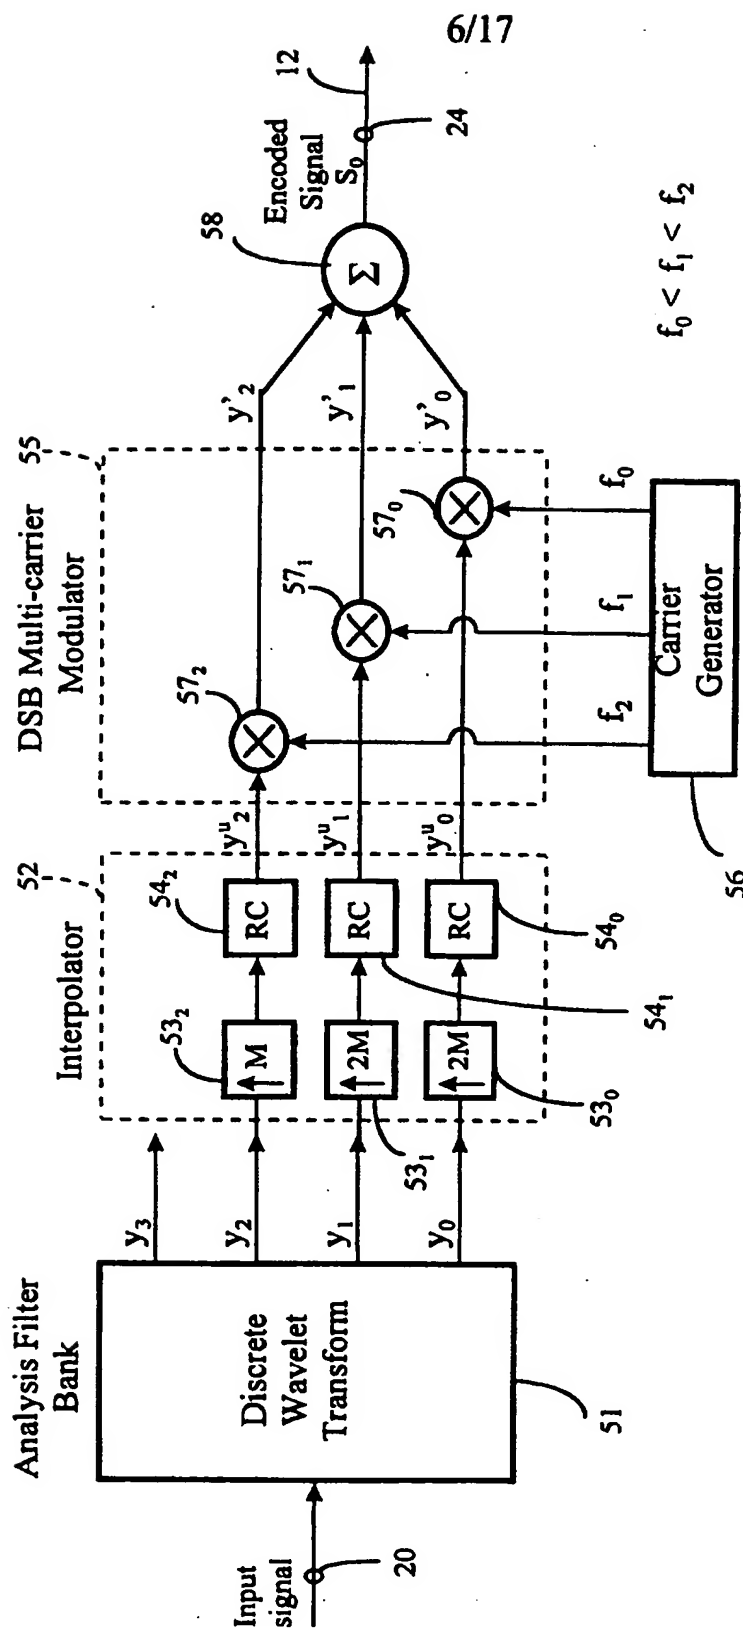 6/17
Analysis Filter
Bank
Discrete
Wavelet
Transform
51
Input
signal
20
y₃
y₂
y₁
y₀
Interpolator
52
53₂
↑M
54₂
RC
↑2M
53₁
RC
54₁
↑2M
53₀
RC
54₀
yᵘ₂
yᵘ₁
yᵘ₀
DSB Multi-carrier
Modulator
55
57₂
57₁
57₀
f₂
f₁
f₀
Carrier
Generator
56
y'₂
y'₁
y'₀
58
Σ
Encoded
Signal
S₀
12
24
f₀ < f₁ < f₂